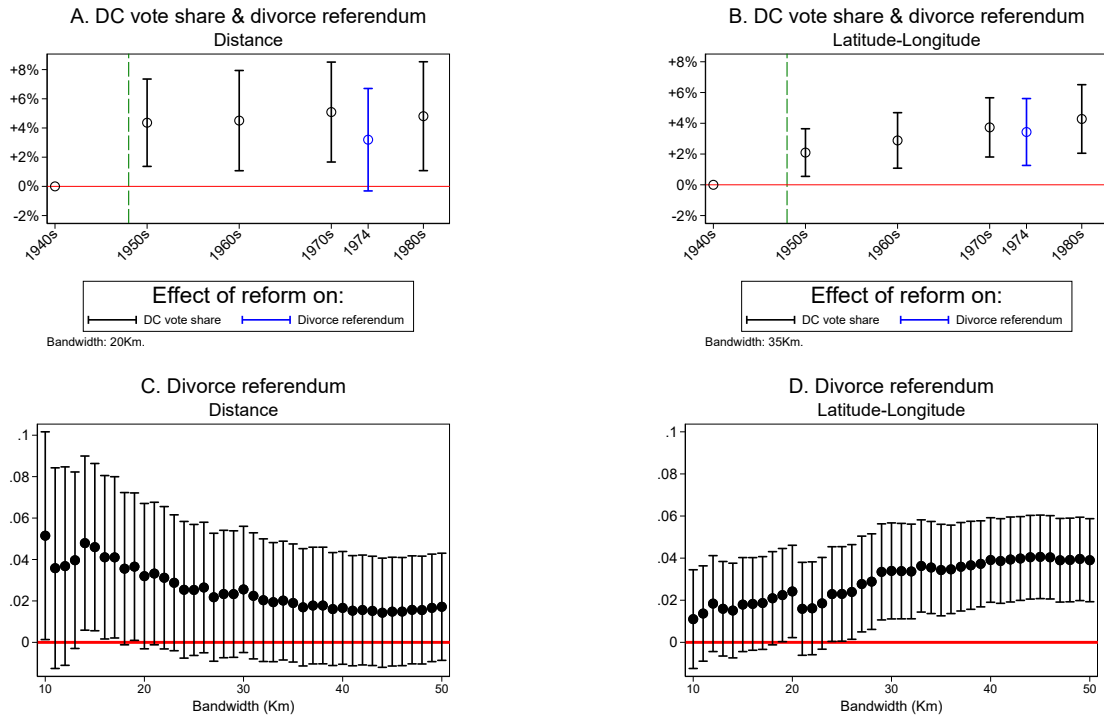 A. DC vote share & divorce referendum
Distance
+8%
+6%
+4%
+2%
0%
-2%
1940s
1950s
1960s
1970s
1974
1980s
Effect of reform on:
DC vote share Divorce referendum
Bandwidth: 20Km.
B. DC vote share & divorce referendum
Latitude-Longitude
+8%
+6%
+4%
+2%
0%
-2%
1940s
1950s
1960s
1970s
1974
1980s
Effect of reform on:
DC vote share Divorce referendum
Bandwidth: 35Km.
C. Divorce referendum
Distance
.1
.08
.06
.04
.02
0
10 20 30 40 50
Bandwidth (Km)
D. Divorce referendum
Latitude-Longitude
.1
.08
.06
.04
.02
0
10 20 30 40 50
Bandwidth (Km)